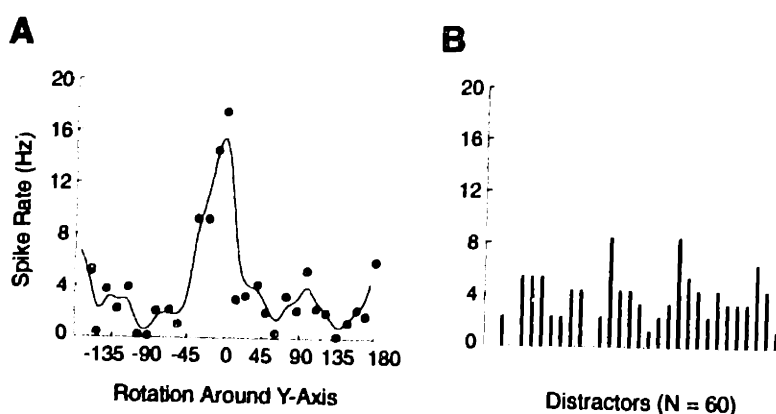 A
20
16
12
8
4
0
Spike Rate (Hz)
-135 -90 -45 0 45 90 135 180
Rotation Around Y-Axis
B
20
16
12
8
4
0
Distractors (N = 60)